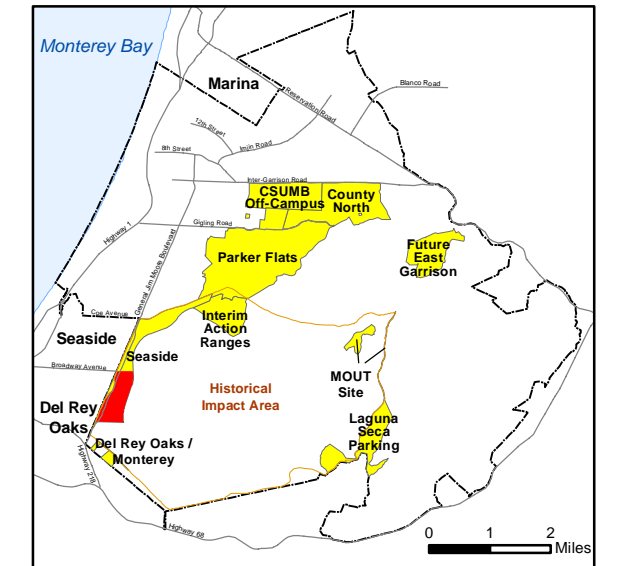 Monterey Bay
Marina
Blanco Road
Reservation Road
12th Street
Imjin Road
8th Street
Inter-Garrison Road
CSUMB
Off-Campus
County
North
Gigling Road
Highway 1
General Jim Moore Boulevard
Parker Flats
Future
East
Garrison
Coe Avenue
Interim
Action
Ranges
Seaside
Seaside
Broadway Avenue
MOUT
Site
Historical
Impact Area
Del Rey
Oaks
Laguna
Seca
Parking
Del Rey Oaks /
Monterey
Highway 218
Highway 68
0 1 2
Miles